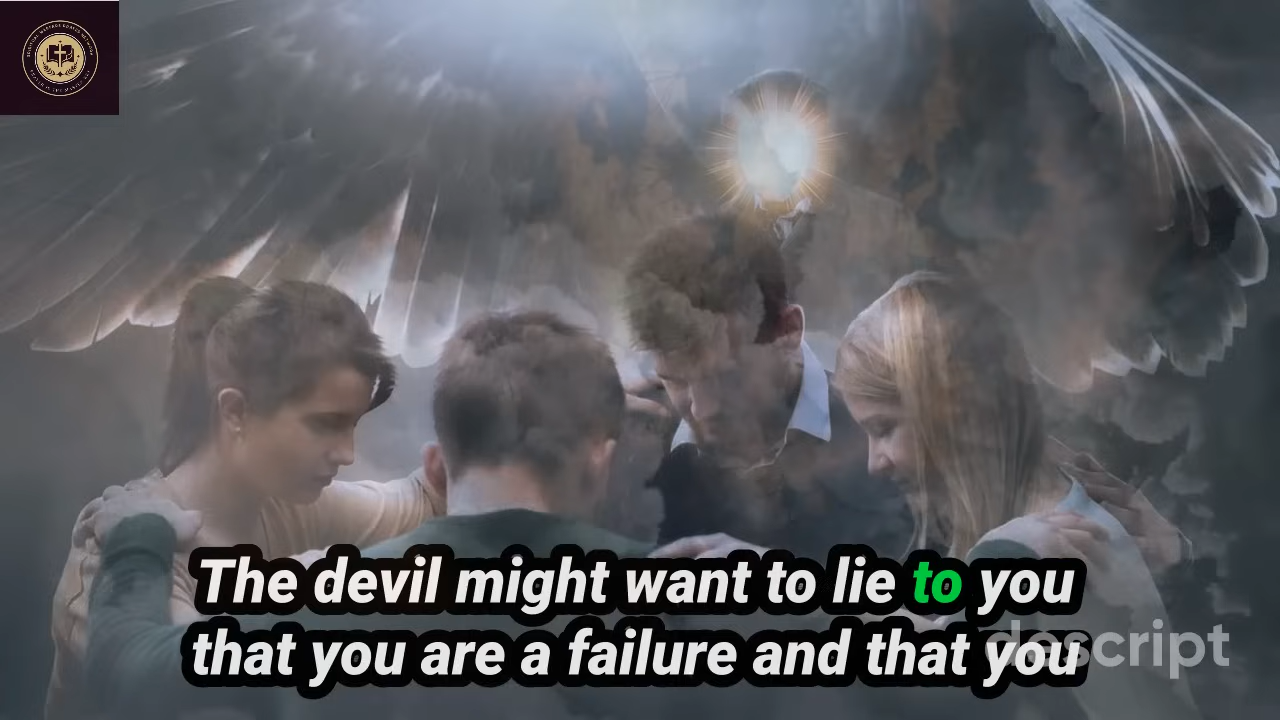 The devil might want to lie to you
that you are a failure and that you
descript